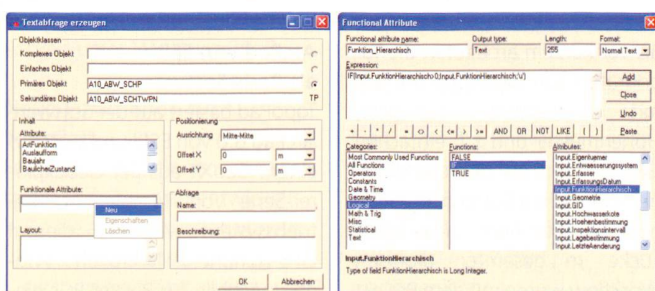 Textabfrage erzeugen
Objektklassen
Komplexes Objekt
Einfaches Objekt
Primäres Objekt A10_ABW_SCHP
Sekundäres Objekt A10_ABW_SCHTWPN TP
Inhalt
Attribute:
ArtFunktion
Auslaufform
Baujahr
BaulicherZustand
Funktionale Attribute:
Neu
Eigenschaften
Löschen
Layout:
Positionierung
Ausrichtung Mitte-Mitte
Offset X 0 m
Offset Y 0 m
Abfrage
Name:
Beschreibung:
OK Abbrechen
Functional Attribute
Functional attribute name: Output type: Length: Format:
Funktion_Hierarchisch Text 255 Normal Text
Expression:
IF(Input.FunktionHierarchisch>0;Input.FunktionHierarchisch;'u')
Add
Close
Undo
+ - * / = <> < <= > >= AND OR NOT LIKE ( ) Paste
Categories: Functions: Attributes:
Most Commonly Used Functions
All Functions
Operators
Constants
Date & Time
Geometry
Logical
Math & Trig
Misc
Statistical
Text
FALSE
IF
TRUE
Input.Eigentuemer
Input.Entwaesserungssystem
Input.Erfasser
Input.ErfassungsDatum
Input.FunktionHierarchisch
Input.Geometrie
Input.GID
Input.Hochwasserkote
Input.Hoehenbestimmung
Input.Inspektionsintervall
Input.Lagebestimmung
Input.LetzteAenderung
Input.FunktionHierarchisch
Type of field FunktionHierarchisch is Long Integer.